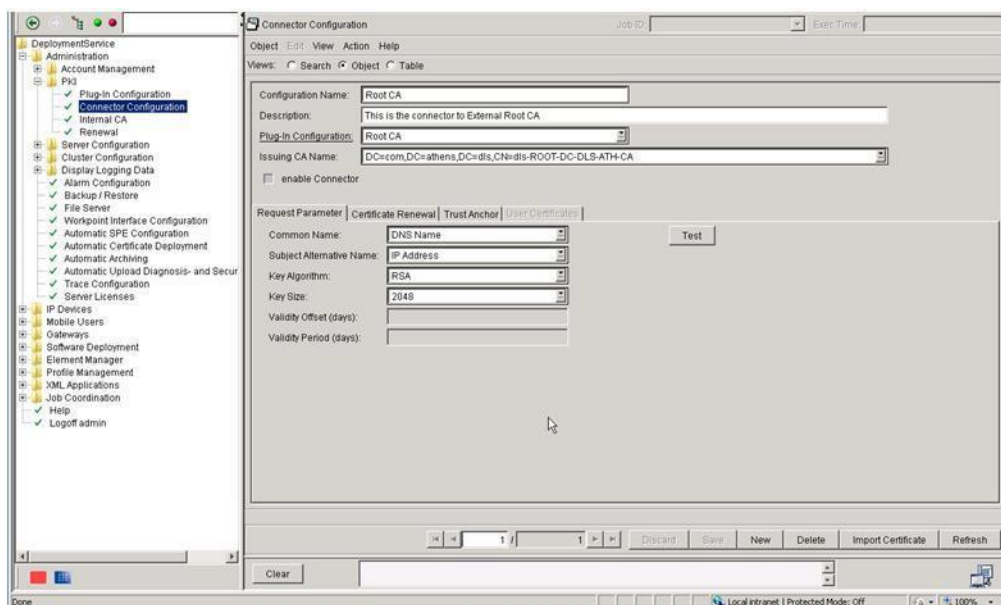 Connector Configuration
Job ID:
Exec Time:
Object Edit View Action Help
Views: Search Object Table
DeploymentService
Administration
Account Management
PKI
Plug-In Configuration
Connector Configuration
Internal CA
Renewal
Server Configuration
Cluster Configuration
Display Logging Data
Alarm Configuration
Backup / Restore
File Server
Workpoint Interface Configuration
Automatic SPE Configuration
Automatic Certificate Deployment
Automatic Archiving
Automatic Upload Diagnosis- and Secur
Trace Configuration
Server Licenses
IP Devices
Mobile Users
Gateways
Software Deployment
Element Manager
Profile Management
XML Applications
Job Coordination
Help
Logoff admin
Configuration Name: Root CA
Description: This is the connector to External Root CA
Plug-In Configuration: Root CA
Issuing CA Name: DC=com,DC=athens,DC=dls,CN=dls-ROOT-DC-DLS-ATH-CA
enable Connector
Request Parameter Certificate Renewal Trust Anchor User Certificates
Common Name: DNS Name
Test
Subject Alternative Name: IP Address
Key Algorithm: RSA
Key Size: 2048
Validity Offset (days):
Validity Period (days):
1 / 1 Discard Save New Delete Import Certificate Refresh
Clear
Done
Local intranet | Protected Mode: Off
100%